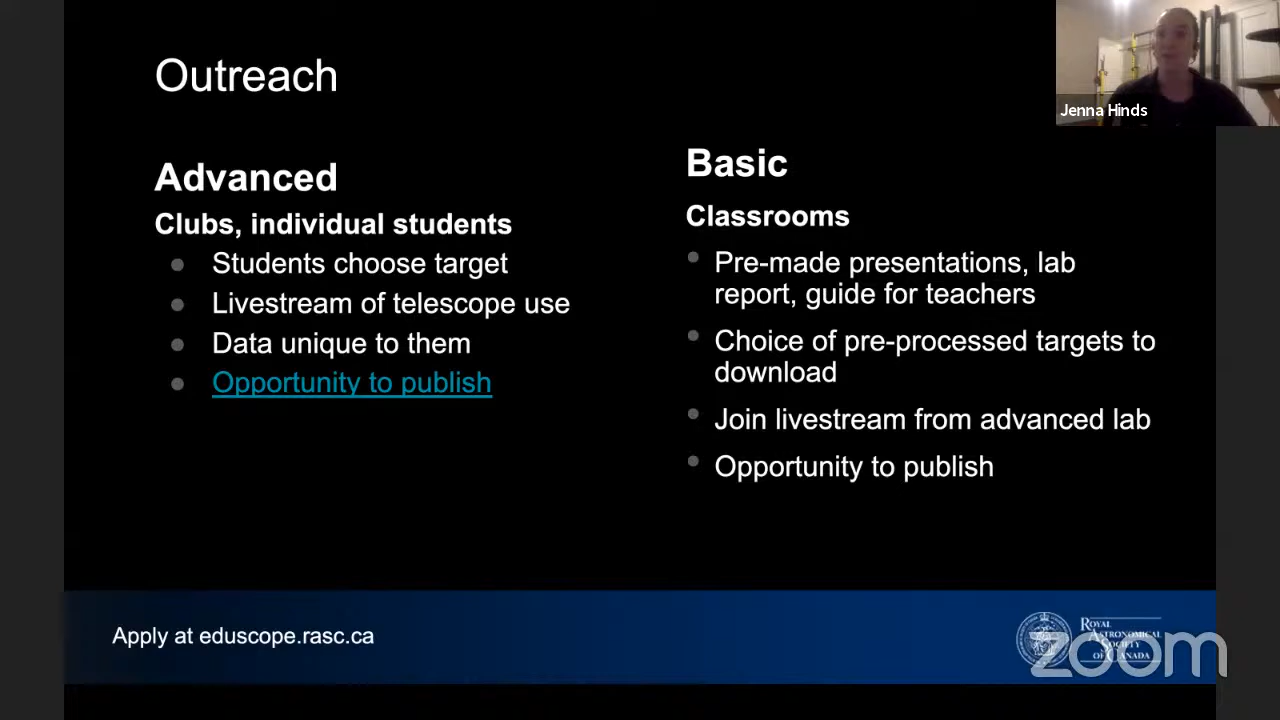 Outreach
Jenna Hinds
Advanced
Clubs, individual students
Students choose target
Livestream of telescope use
Data unique to them
Opportunity to publish
Basic
Classrooms
Pre-made presentations, lab
report, guide for teachers
Choice of pre-processed targets to
download
Join livestream from advanced lab
Opportunity to publish
Apply at eduscope.rasc.ca
ROYAL
ASTRONOMICAL
SOCIETY
OF CANADA
zoom